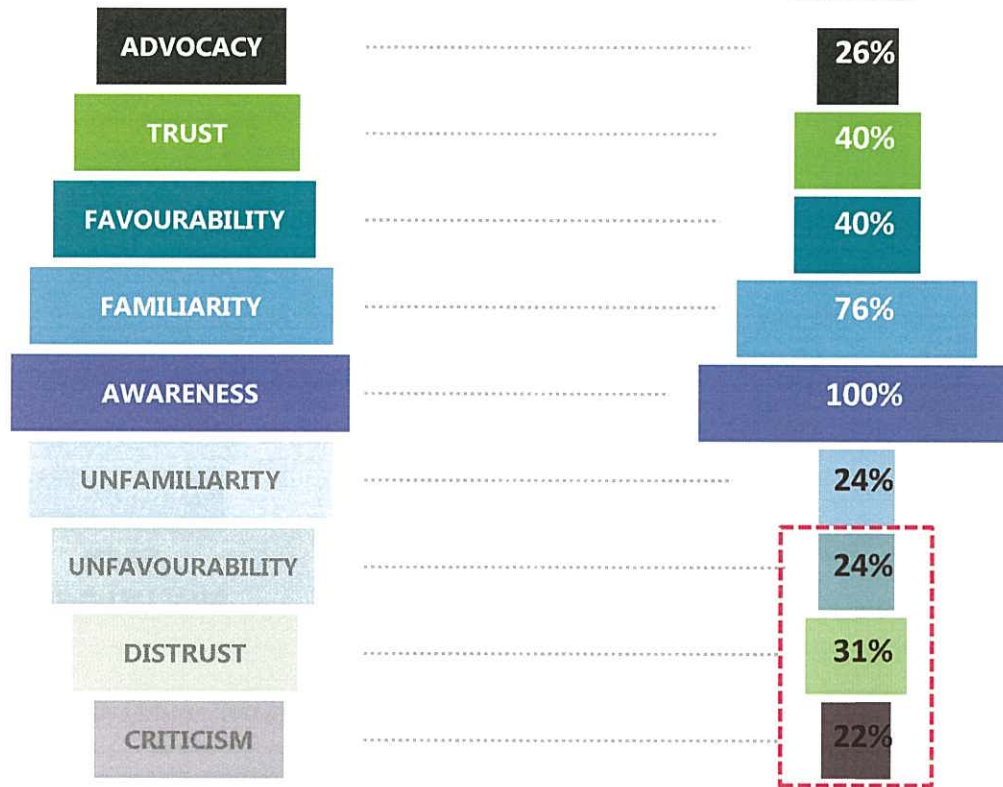 ADVOCACY 26%
TRUST 40%
FAVOURABILITY 40%
FAMILIARITY 76%
AWARENESS 100%
UNFAMILIARITY 24%
UNFAVOURABILITY 24%
DISTRUST 31%
CRITICISM 22%